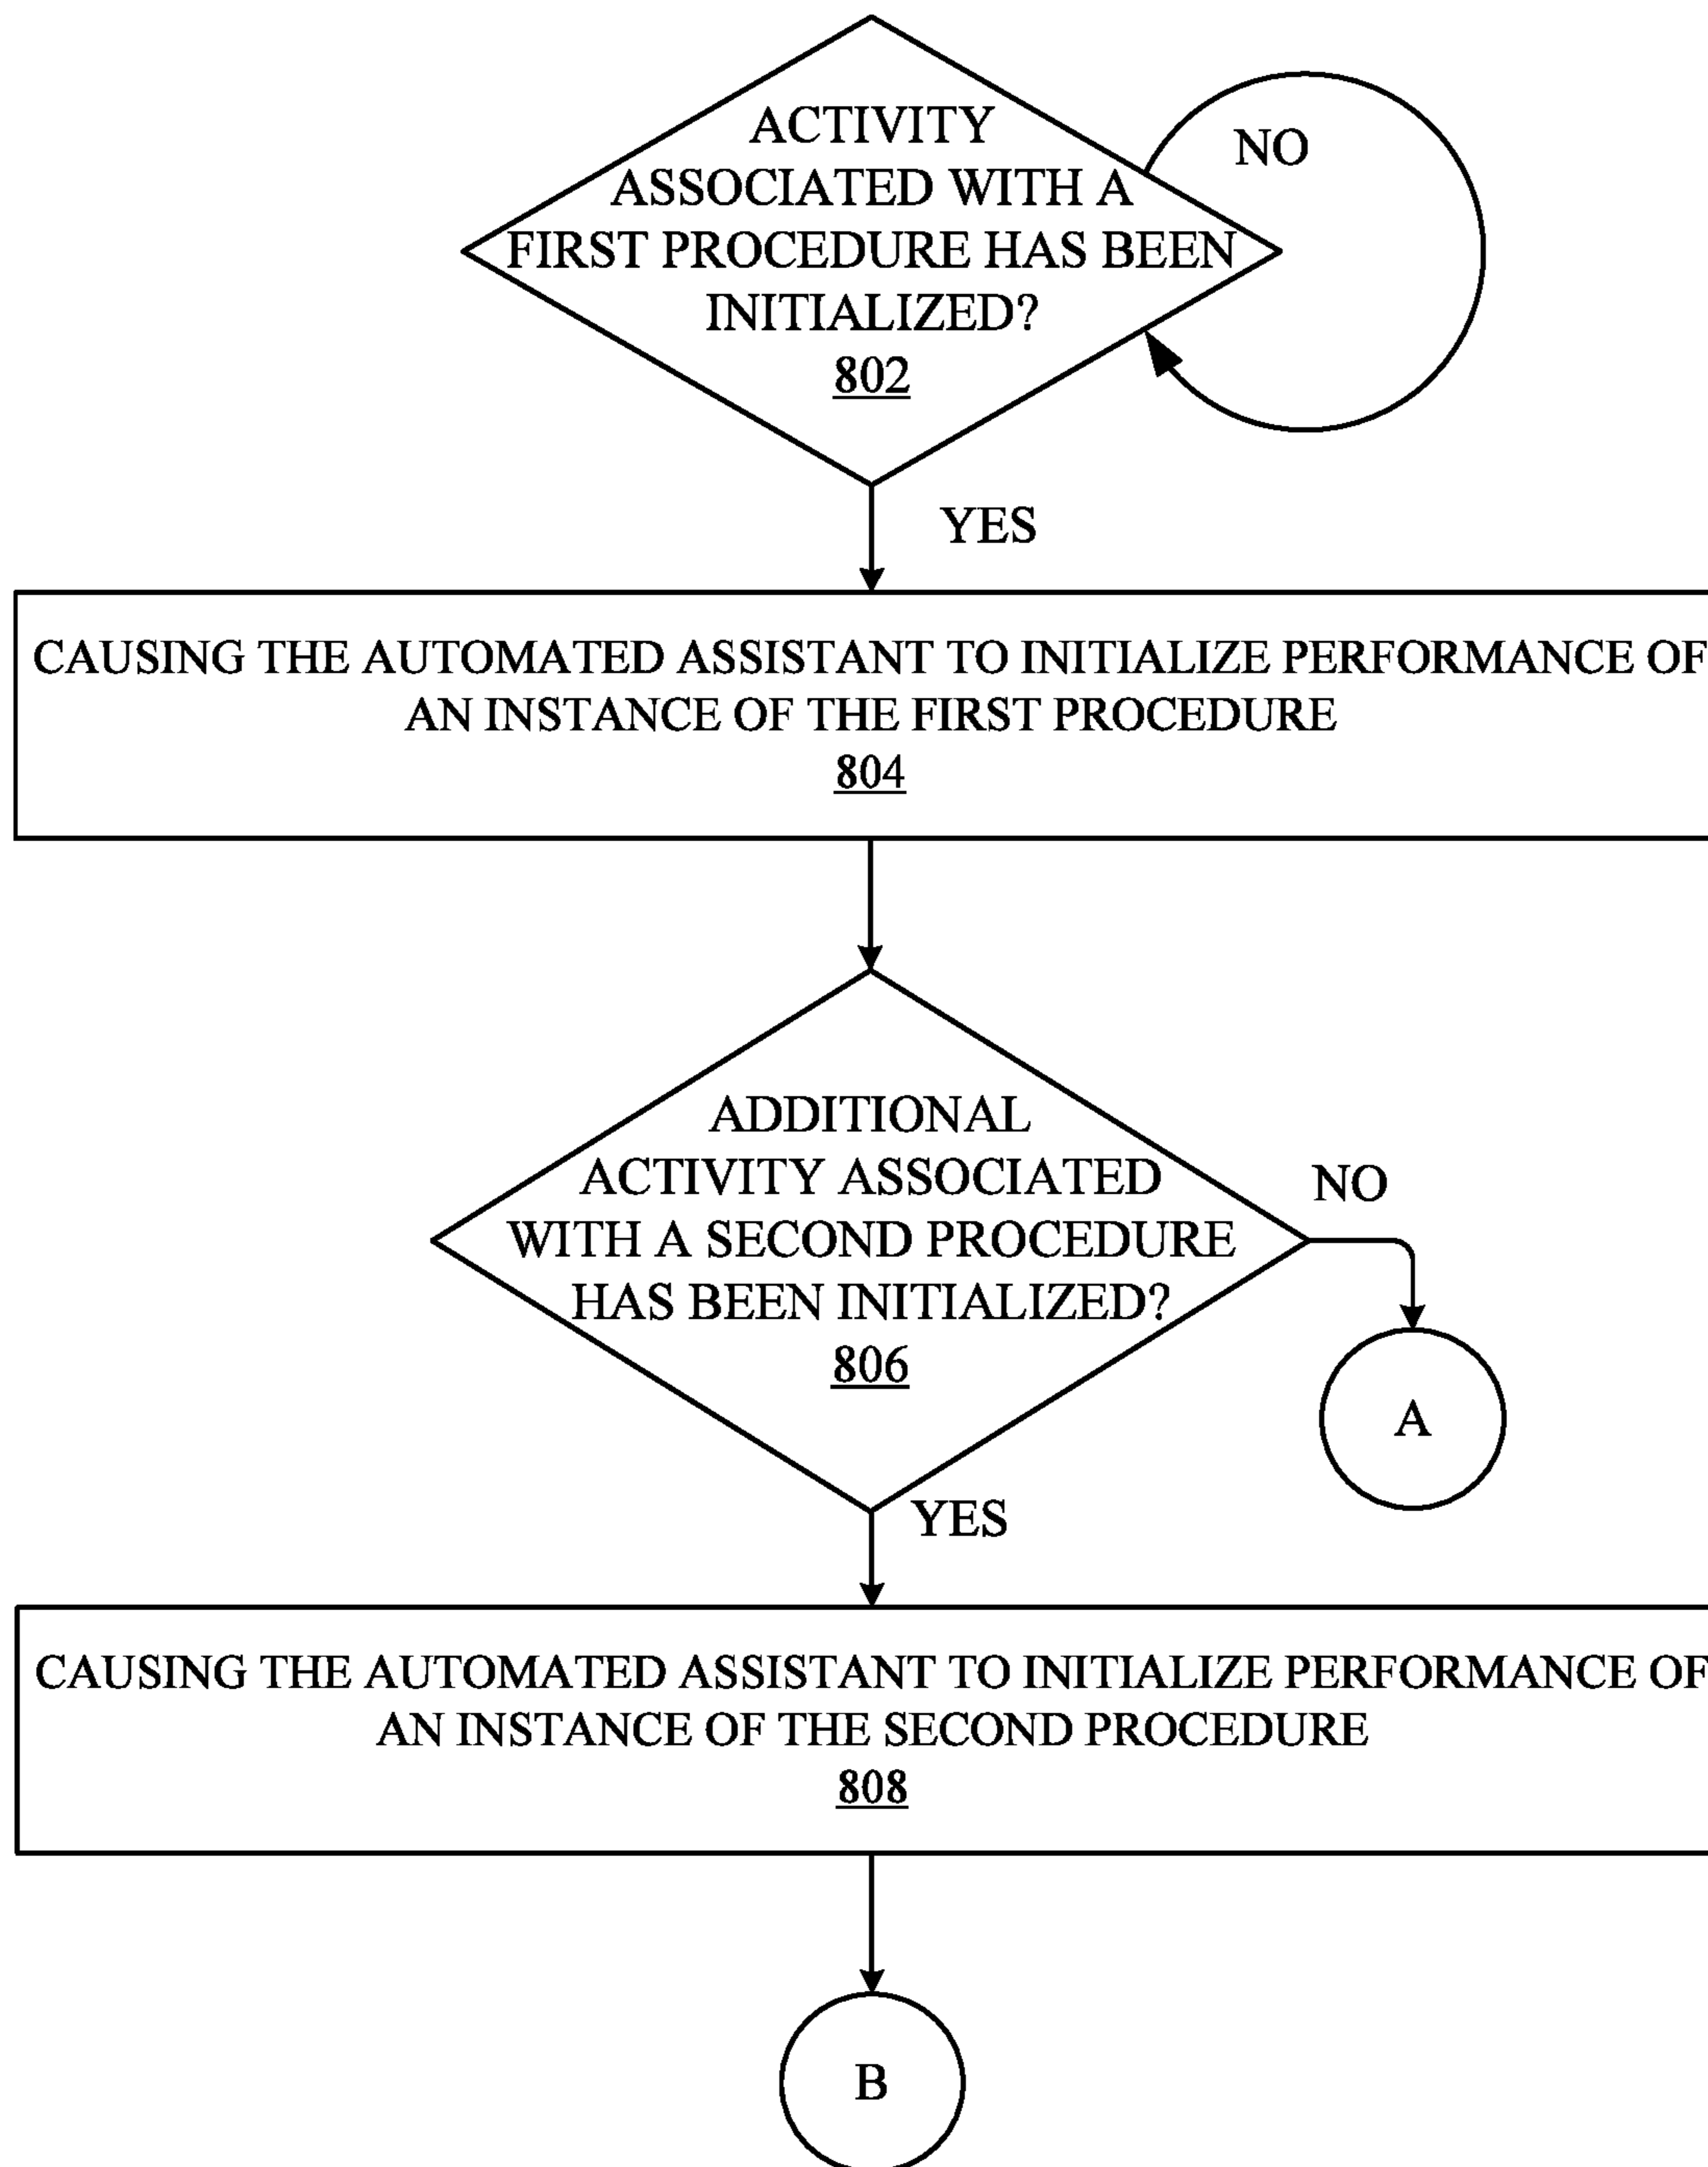 ACTIVITY
ASSOCIATED WITH A
FIRST PROCEDURE HAS BEEN
INITIALIZED?
802
NO
YES
CAUSING THE AUTOMATED ASSISTANT TO INITIALIZE PERFORMANCE OF
AN INSTANCE OF THE FIRST PROCEDURE
804
ADDITIONAL
ACTIVITY ASSOCIATED
WITH A SECOND PROCEDURE
HAS BEEN INITIALIZED?
806
NO
A
YES
CAUSING THE AUTOMATED ASSISTANT TO INITIALIZE PERFORMANCE OF
AN INSTANCE OF THE SECOND PROCEDURE
808
B